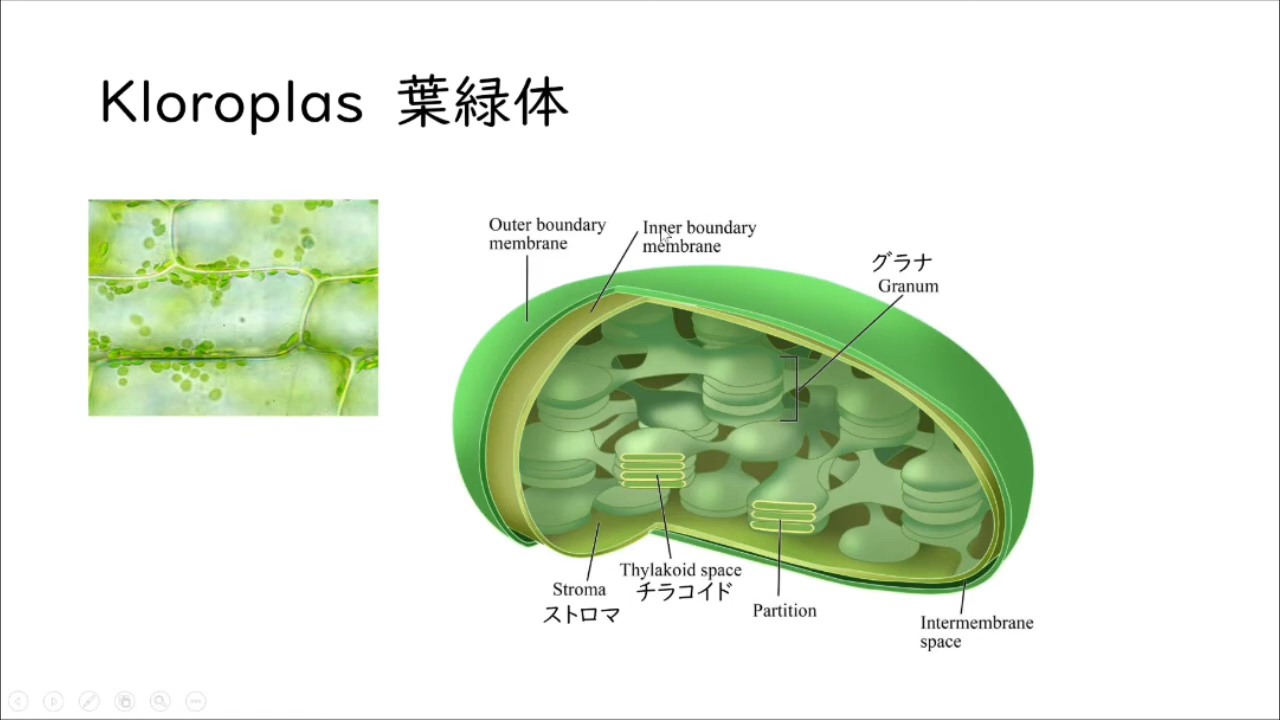 Kloroplas 葉緑体
Outer boundary
membrane
Inner boundary
membrane
グラナ
Granum
Thylakoid space
チラコイド
Stroma
ストロマ
Partition
Intermembrane
space